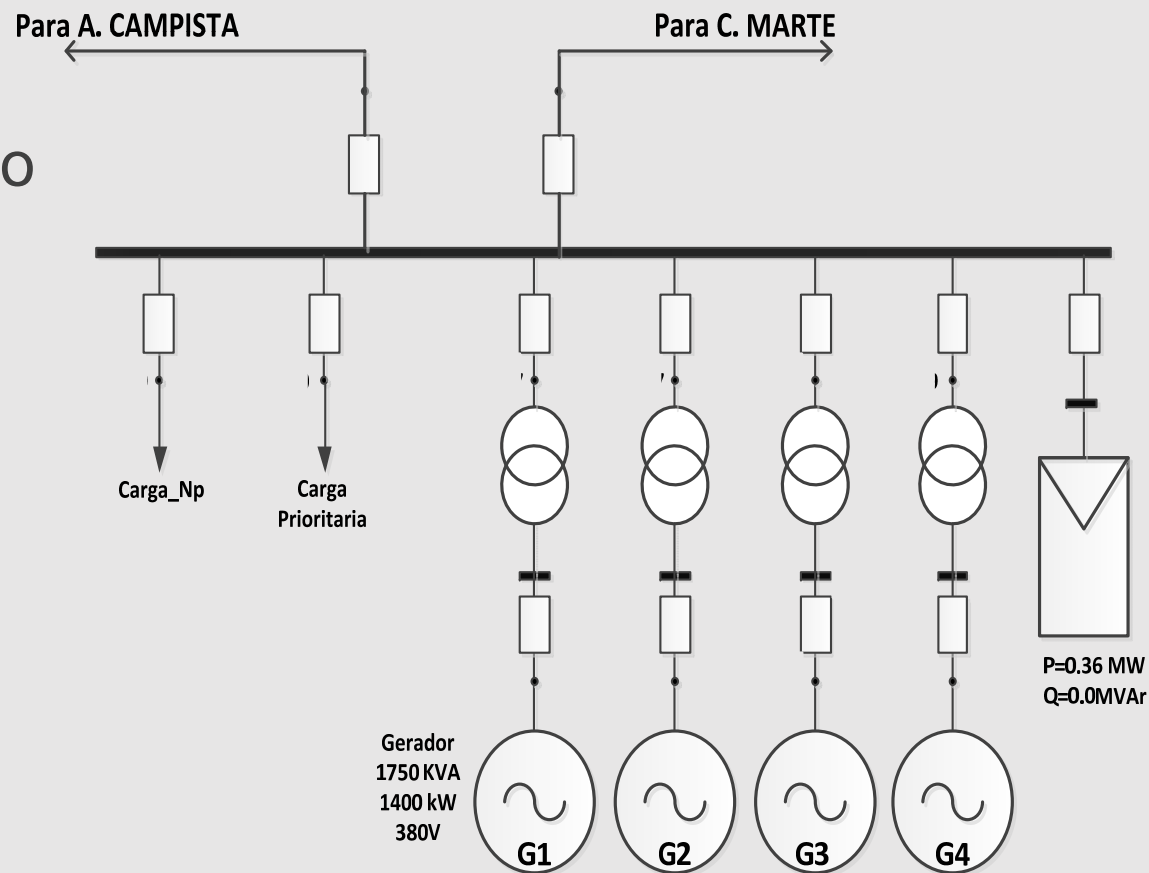 Para A. CAMPISTA
Para C. MARTE
O
Carga_Np
Carga
Prioritaria
P=0.36 MW
Q=0.0MVAr
Gerador
1750 KVA
1400 kW
380V
G1
G2
G3
G4